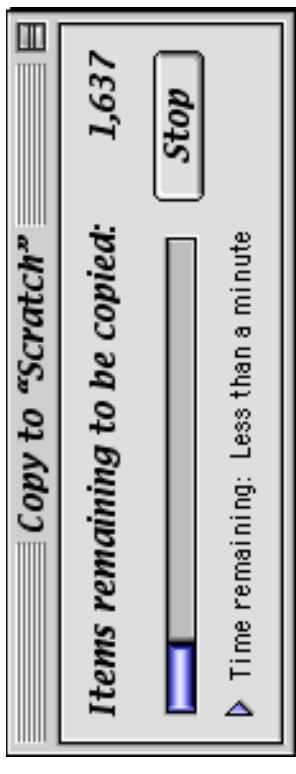 Copy to “Scratch”
Items remaining to be copied: 1,637
Stop
Time remaining: Less than a minute